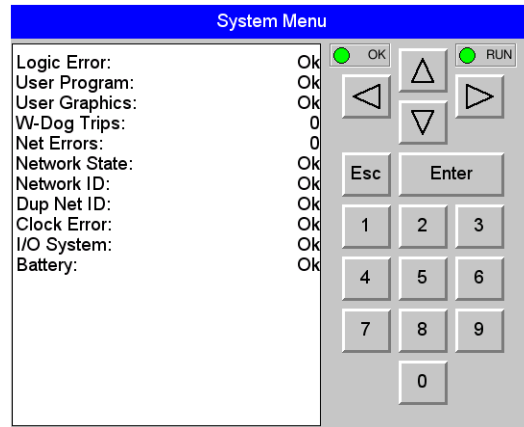 System Menu
Logic Error: Ok
User Program: Ok
User Graphics: Ok
W-Dog Trips: 0
Net Errors: 0
Network State: Ok
Network ID: Ok
Dup Net ID: Ok
Clock Error: Ok
I/O System: Ok
Battery: Ok
OK RUN
Esc Enter
1 2 3
4 5 6
7 8 9
0